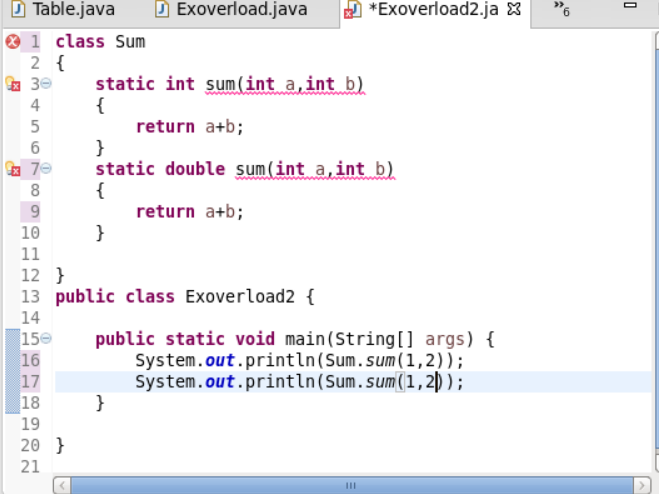 Table.java Exoverload.java *Exoverload2.ja »6
1 class Sum
2 {
3 static int sum(int a,int b)
4 {
5 return a+b;
6 }
7 static double sum(int a,int b)
8 {
9 return a+b;
10 }
11
12 }
13 public class Exoverload2 {
14
15 public static void main(String[] args) {
16 System.out.println(Sum.sum(1,2));
17 System.out.println(Sum.sum(1,2));
18 }
19
20 }
21